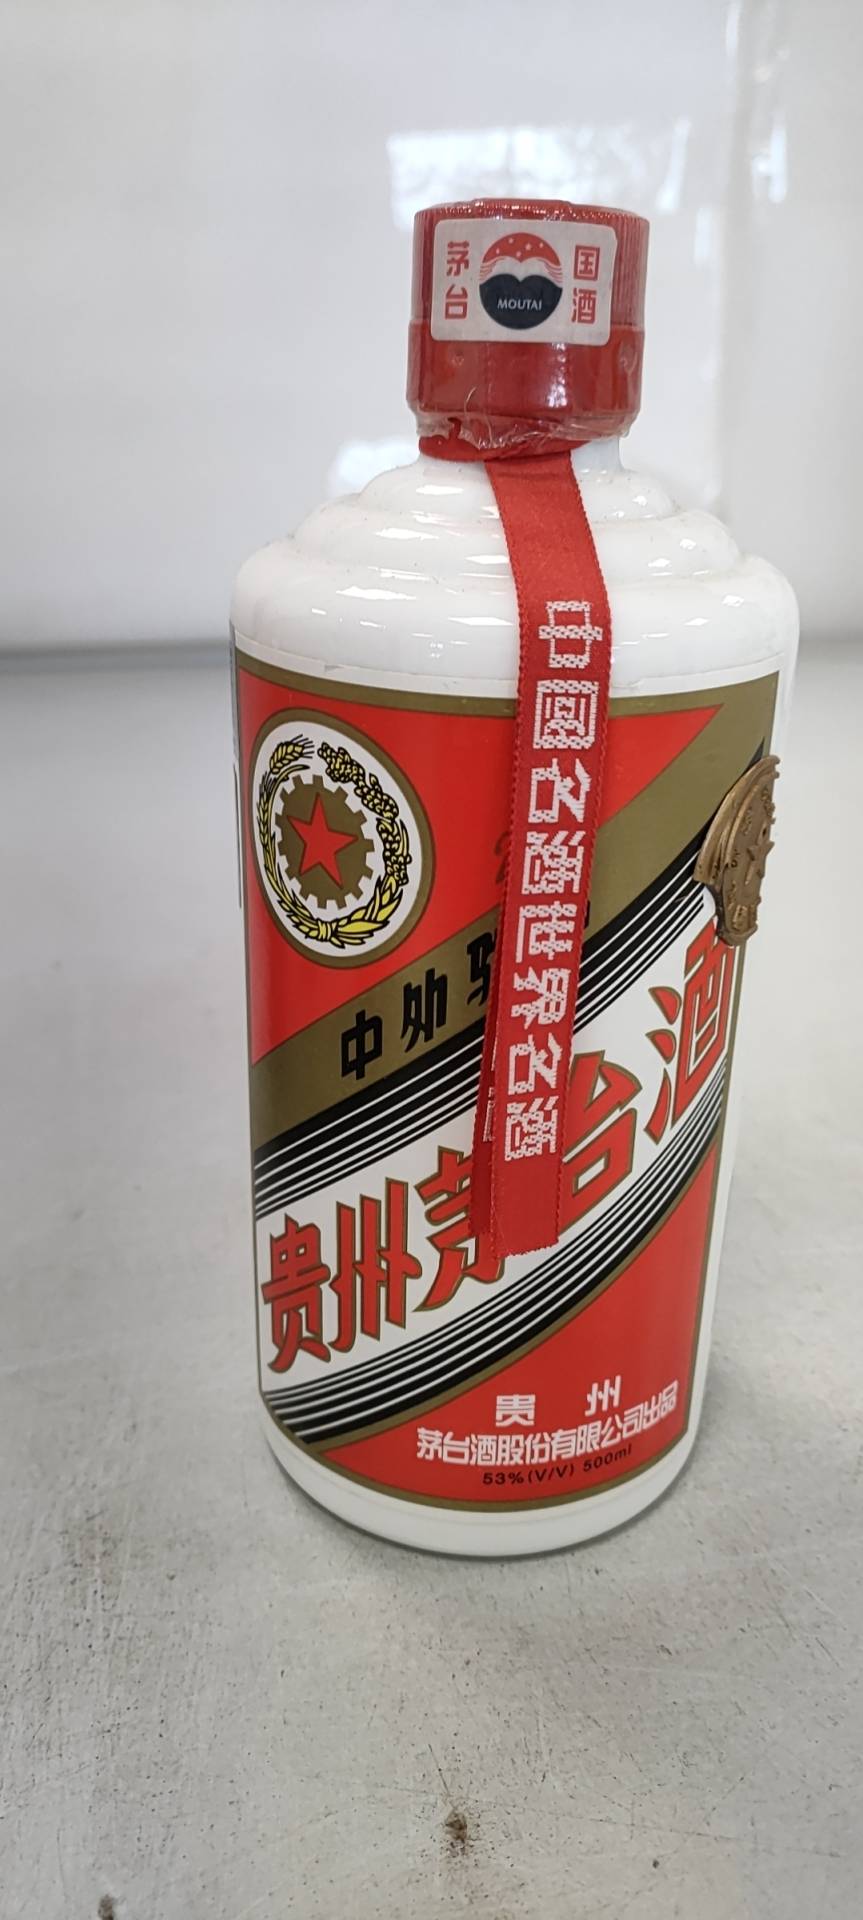 茅台
MOUTAI
国酒
中國名酒世界名酒
中外
贵州茅台酒
贵州
茅台酒股份有限公司出品
53%(V/V) 500ml